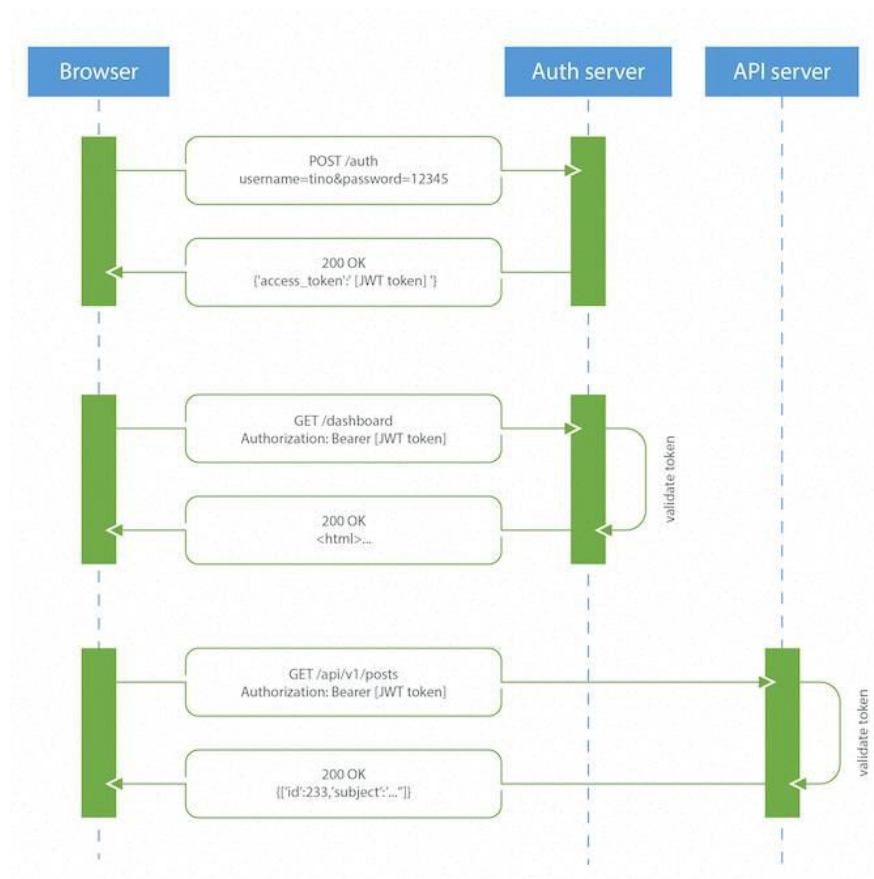 Browser
Auth server
API server
POST /auth
username=tino&password=12345
200 OK
{'access_token':' [JWT token] '}
GET /dashboard
Authorization: Bearer [JWT token]
validate token
200 OK
<html>...
GET /api/v1/posts
Authorization: Bearer [JWT token]
validate token
200 OK
{['id':233,'subject':'...'']}